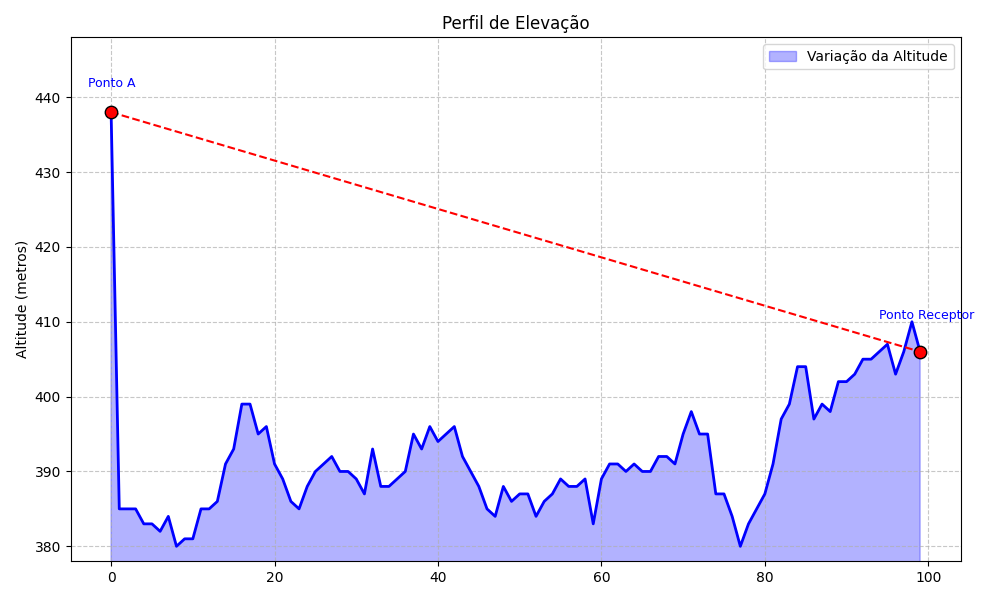 Perfil de Elevação
Variação da Altitude
Ponto A
440
430
420
410
400
390
380
Altitude (metros)
Ponto Receptor
0
20
40
60
80
100